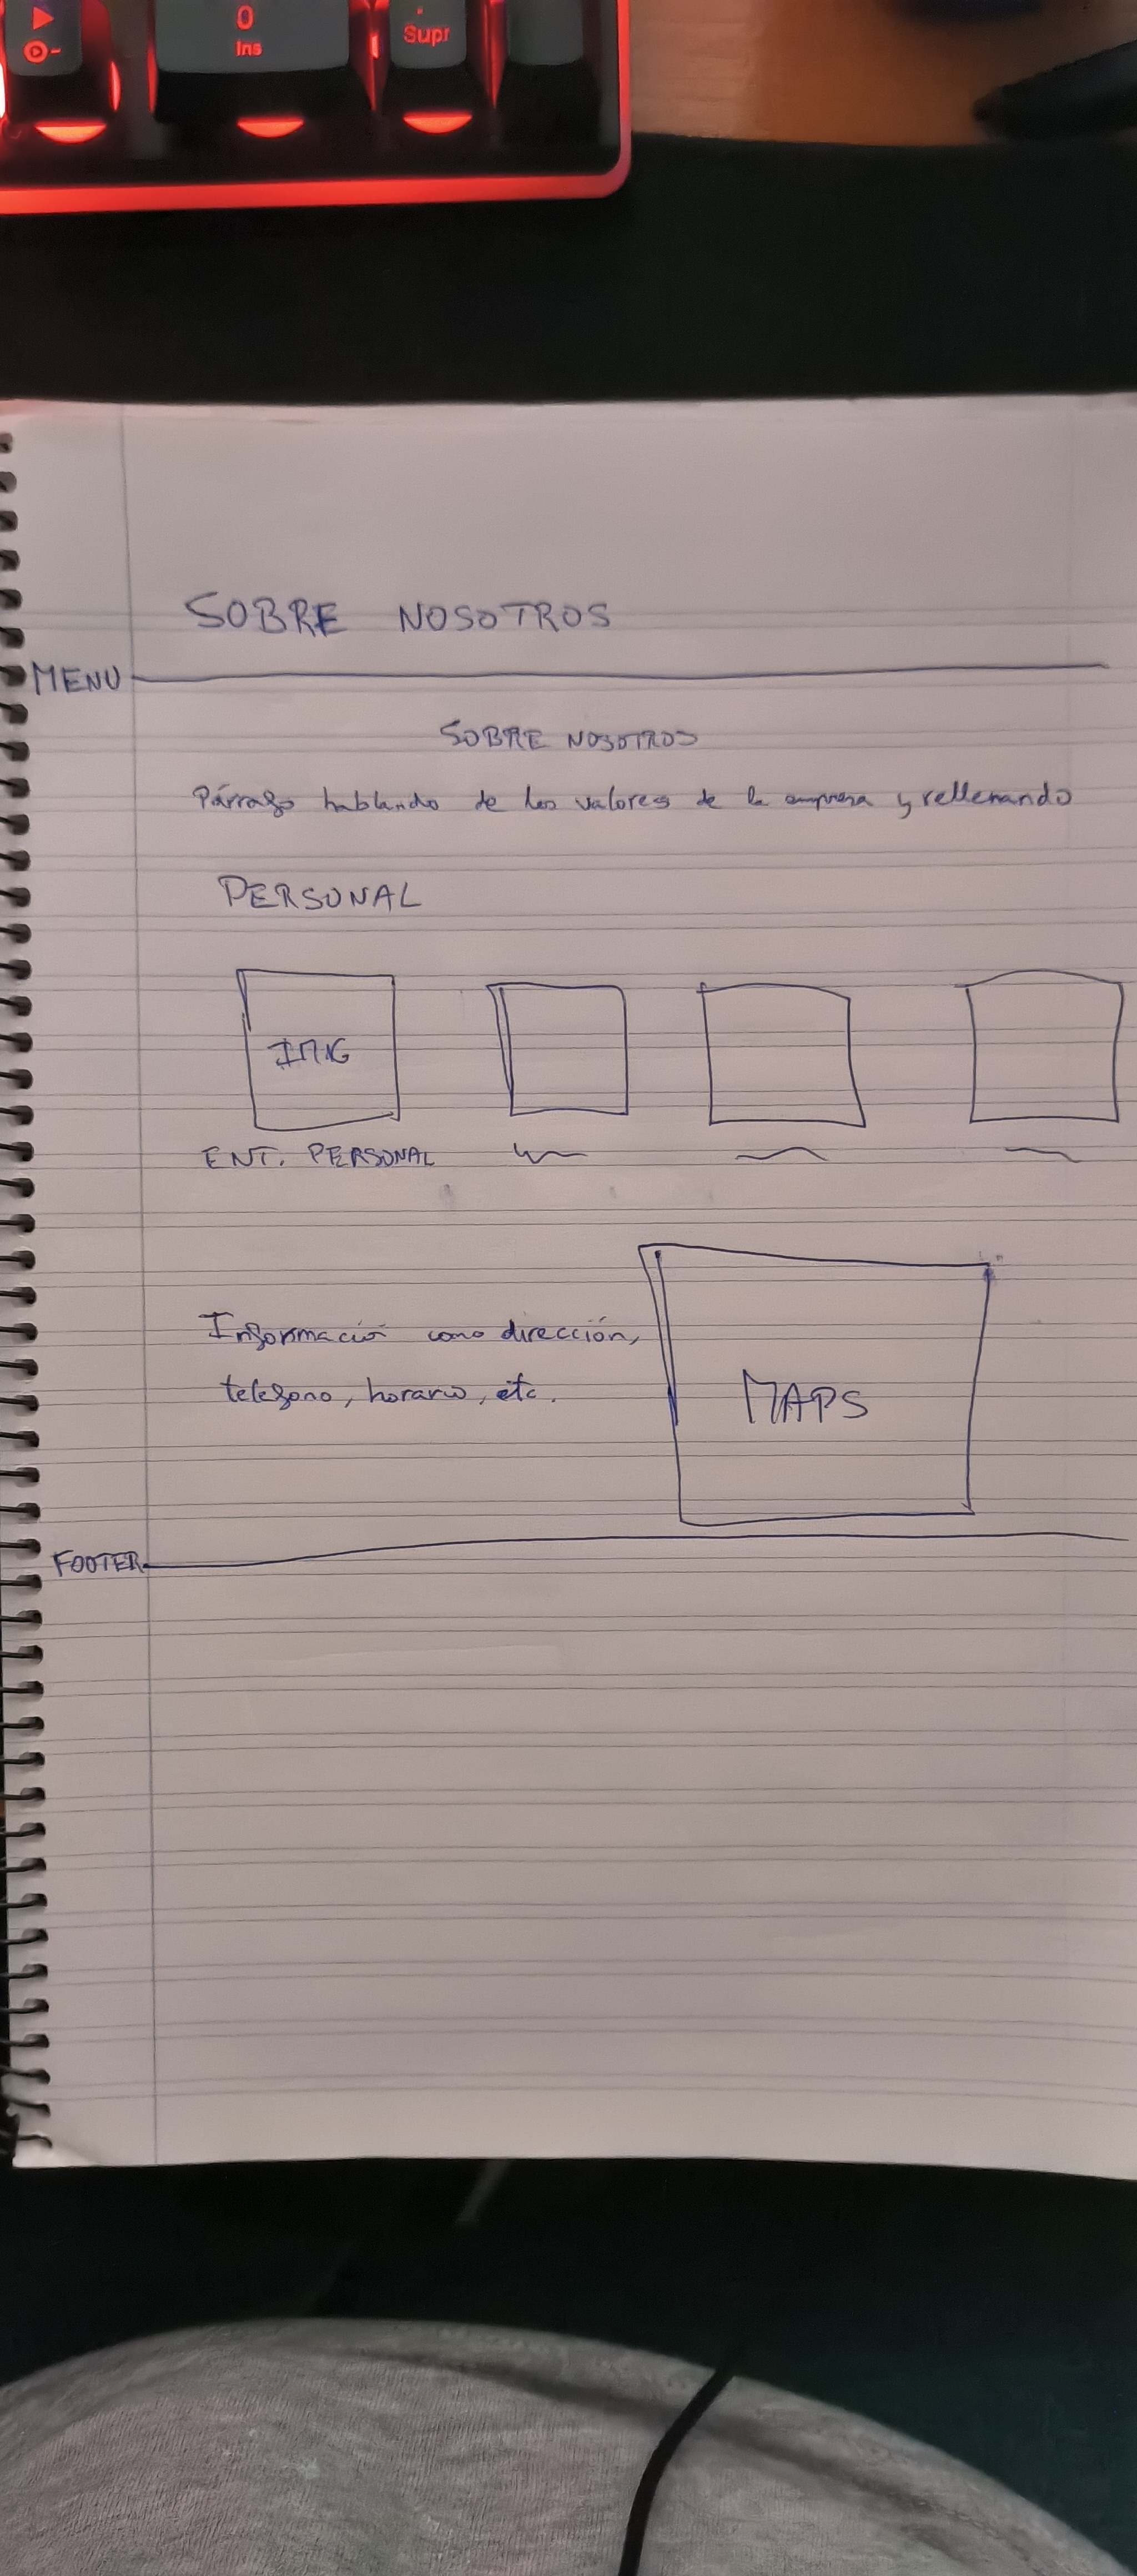 0
Ins
Supr
SOBRE NOSOTROS
MENU
SOBRE NOSOTROS
Párrafo hablando de los valores de la empresa y rellenando
PERSONAL
IMG
ENT. PERSONAL
Información como dirección,
telefono, horario, etc.
MAPS
FOOTER